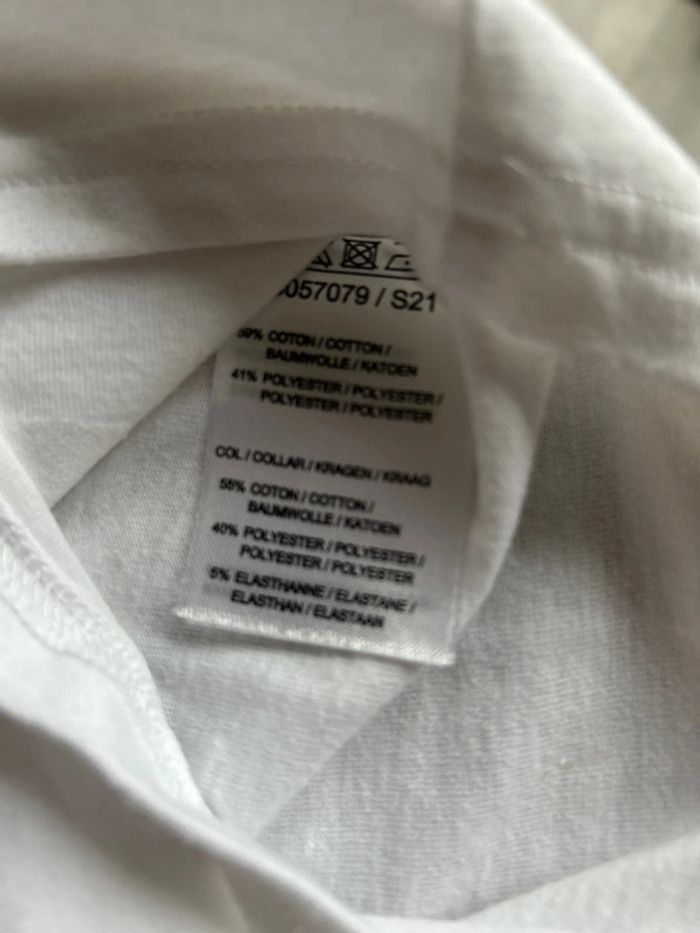 057079 / S21
59% COTON / COTTON /
BAUMWOLLE / KATOEN
41% POLYESTER / POLYESTER /
POLYESTER / POLYESTER
COL / COLLAR / KRAGEN / KRAAG
55% COTON / COTTON /
BAUMWOLLE / KATOEN
40% POLYESTER / POLYESTER /
POLYESTER / POLYESTER
5% ELASTHANNE / ELASTANE /
ELASTHAN / ELASTAAN